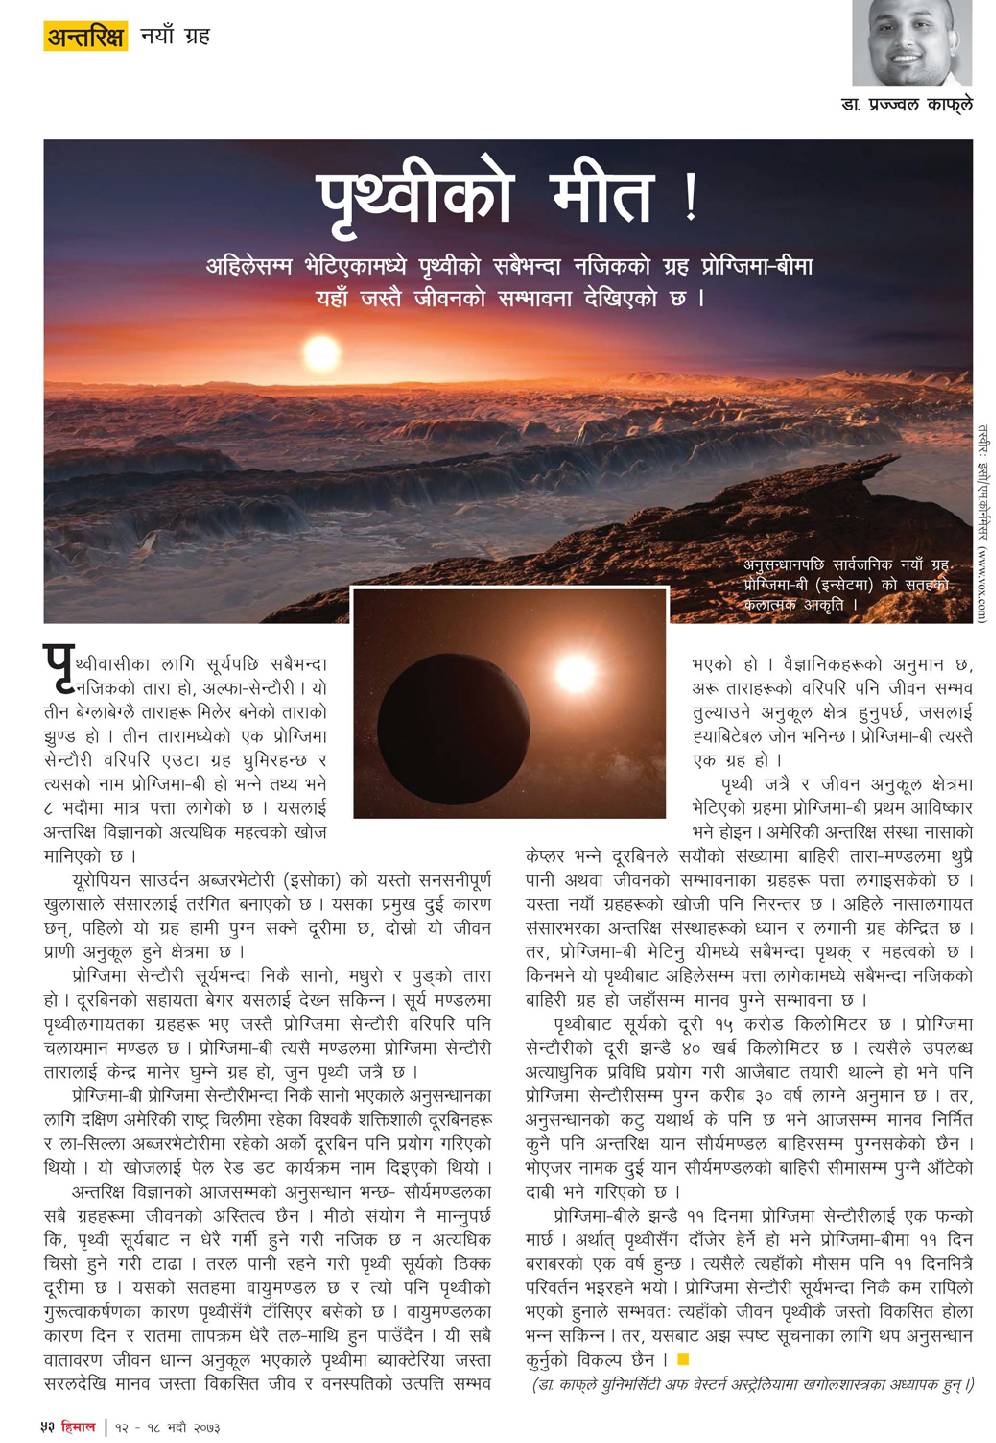 अन्तरिक्ष नयाँ ग्रह
डा. प्रज्ज्वल काफ्ले
पृथ्वीको मीत !
अहिलेसम्म भेटिएकामध्ये पृथ्वीको सबैभन्दा नजिकको ग्रह प्रोग्जिमा-बीमा
यहाँ जस्तै जीवनको सम्भावना देखिएको छ ।
तस्वीरः इसो/एम.कोर्नमेसर (www.vox.com)
अनुसन्धानपछि सार्वजनिक नयाँ ग्रह
प्रोग्जिमा-बी (इन्सेटमा) को सतहको
कलात्मक आकृति ।
पृथ्वीवासीका लागि सूर्यपछि सबैभन्दा
नजिकको तारा हो, अल्फा-सेन्टौरी । यो
तीन बेग्लाबेग्लै ताराहरू मिलेर बनेको ताराको
झुण्ड हो । तीन तारामध्येको एक प्रोग्जिमा
सेन्टौरी वरिपरि एउटा ग्रह घुमिरहन्छ र
त्यसको नाम प्रोग्जिमा-बी हो भन्ने तथ्य भने
८ भदौमा मात्र पत्ता लागेको छ । यसलाई
अन्तरिक्ष विज्ञानको अत्यधिक महत्वको खोज
मानिएको छ ।
यूरोपियन साउर्दन अब्जरभेटोरी (इसोका) को यस्तो सनसनीपूर्ण
खुलासाले संसारलाई तरंगित बनाएको छ । यसका प्रमुख दुई कारण
छन्, पहिलो यो ग्रह हामी पुग्न सक्ने दूरीमा छ, दोस्रो यो जीवन
प्राणी अनुकूल हुने क्षेत्रमा छ ।
प्रोग्जिमा सेन्टौरी सूर्यभन्दा निकै सानो, मधुरो र पुड्को तारा
हो । दूरबिनको सहायता बेगर यसलाई देख्न सकिन्न । सूर्य मण्डलमा
पृथ्वीलगायतका ग्रहहरू भए जस्तै प्रोग्जिमा सेन्टौरी वरिपरि पनि
चलायमान मण्डल छ । प्रोग्जिमा-बी त्यसै मण्डलमा प्रोग्जिमा सेन्टौरी
तारालाई केन्द्र मानेर घुम्ने ग्रह हो, जुन पृथ्वी जत्रै छ ।
प्रोग्जिमा-बी प्रोग्जिमा सेन्टौरीभन्दा निकै सानो भएकाले अनुसन्धानका
लागि दक्षिण अमेरिकी राष्ट्र चिलीमा रहेका विश्वकै शक्तिशाली दूरबिनहरू
र ला-सिल्ला अब्जरभेटोरीमा रहेको अर्को दूरबिन पनि प्रयोग गरिएको
थियो । यो खोजलाई पेल रेड डट कार्यक्रम नाम दिइएको थियो ।
अन्तरिक्ष विज्ञानको आजसम्मको अनुसन्धान भन्छ- सौर्यमण्डलका
सबै ग्रहहरूमा जीवनको अस्तित्व छैन । मीठो संयोग नै मान्नुपर्छ
कि, पृथ्वी सूर्यबाट न धेरै गर्मी हुने गरी नजिक छ न अत्यधिक
चिसो हुने गरी टाढा । तरल पानी रहने गरो पृथ्वी सूर्यको ठिक्क
दूरीमा छ । यसको सतहमा वायुमण्डल छ र त्यो पनि पृथ्वीको
गुरूत्वाकर्षणका कारण पृथ्वीसँगै टाँसिएर बसेको छ । वायुमण्डलका
कारण दिन र रातमा तापक्रम धेरै तल-माथि हुन पाउँदैन । यी सबै
वातावरण जीवन धान्न अनुकूल भएकाले पृथ्वीमा ब्याक्टेरिया जस्ता
सरलदेखि मानव जस्ता विकसित जीव र वनस्पतिको उत्पत्ति सम्भव
भएको हो । वैज्ञानिकहरूको अनुमान छ,
अरू ताराहरूको वरिपरि पनि जीवन सम्भव
तुल्याउने अनुकूल क्षेत्र हुनुपर्छ, जसलाई
ह्याबिटेबल जोन भनिन्छ । प्रोग्जिमा-बी त्यस्तै
एक ग्रह हो ।
पृथ्वी जत्रै र जीवन अनुकूल क्षेत्रमा
भेटिएको ग्रहमा प्रोग्जिमा-बी प्रथम आविष्कार
भने होइन । अमेरिकी अन्तरिक्ष संस्था नासाको
केप्लर भन्ने दूरबिनले सयौंको संख्यामा बाहिरी तारा-मण्डलमा थुप्रै
पानी अथवा जीवनको सम्भावनाका ग्रहहरू पत्ता लगाइसकेको छ ।
यस्ता नयाँ ग्रहहरूको खोजी पनि निरन्तर छ । अहिले नासालगायत
संसारभरका अन्तरिक्ष संस्थाहरूको ध्यान र लगानी ग्रह केन्द्रित छ ।
तर, प्रोग्जिमा-बी भेटिनु यीमध्ये सबैभन्दा पृथक् र महत्वको छ ।
किनभने यो पृथ्वीबाट अहिलेसम्म पत्ता लागेकामध्ये सबैभन्दा नजिकको
बाहिरी ग्रह हो जहाँसम्म मानव पुग्ने सम्भावना छ ।
पृथ्वीबाट सूर्यको दूरी १५ करोड किलोमिटर छ । प्रोग्जिमा
सेन्टौरीको दूरी झन्डै ४० खर्ब किलोमिटर छ । त्यसैले उपलब्ध
अत्याधुनिक प्रविधि प्रयोग गरी आजैबाट तयारी थाल्ने हो भने पनि
प्रोग्जिमा सेन्टौरीसम्म पुग्न करीब ३० वर्ष लाग्ने अनुमान छ । तर,
अनुसन्धानको कटु यथार्थ के पनि छ भने आजसम्म मानव निर्मित
कुनै पनि अन्तरिक्ष यान सौर्यमण्डल बाहिरसम्म पुग्नसकेको छैन ।
भोएजर नामक दुई यान सौर्यमण्डलको बाहिरी सीमासम्म पुग्नै आँटेको
दाबी भने गरिएको छ ।
प्रोग्जिमा-बीले झन्डै ११ दिनमा प्रोग्जिमा सेन्टौरीलाई एक फन्को
मार्छ । अर्थात् पृथ्वीसँग दाँजेर हेर्ने हो भने प्रोग्जिमा-बीमा ११ दिन
बराबरको एक वर्ष हुन्छ । त्यसैले त्यहाँको मौसम पनि ११ दिनभित्रै
परिवर्तन भइरहने भयो । प्रोग्जिमा सेन्टौरी सूर्यभन्दा निकै कम रापिलो
भएको हुनाले सम्भवतः त्यहाँको जीवन पृथ्वीकै जस्तो विकसित होला
भन्न सकिन्न । तर, यसबाट अझ स्पष्ट सूचनाका लागि थप अनुसन्धान
कुर्नुको विकल्प छैन ।
(डा. काफ्ले युनिभर्सिटी अफ वेस्टर्न अस्ट्रेलियामा खगोलशास्त्रका अध्यापक हुन् ।)
५२ हिमाल | १२ - १८ भदौ २०७३